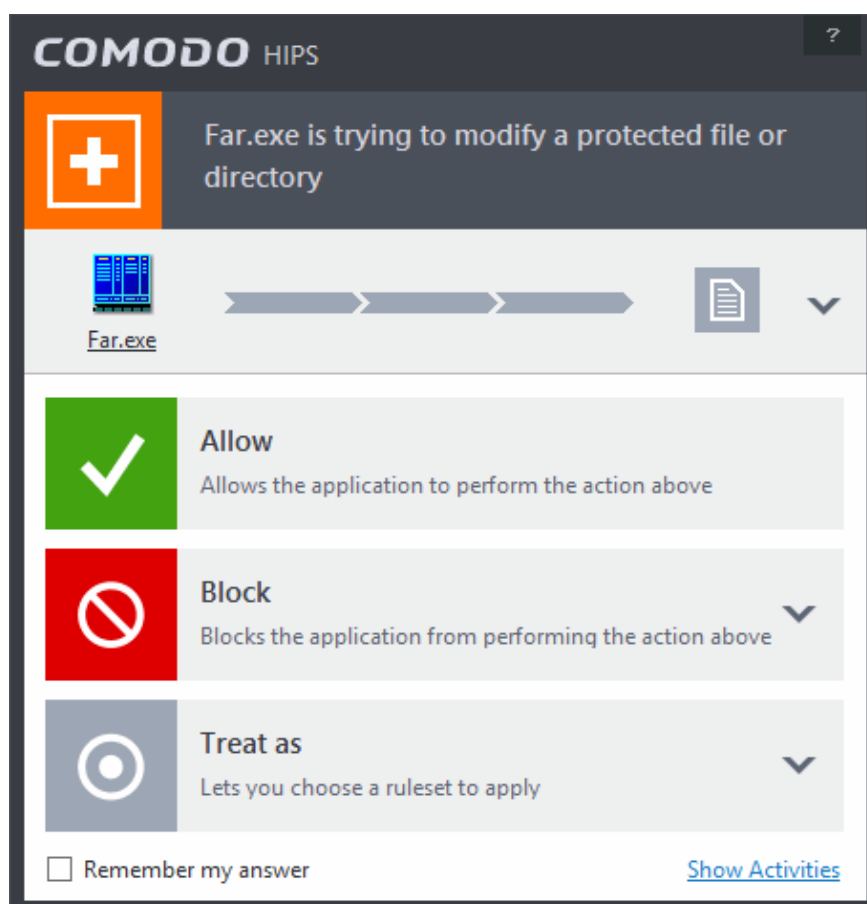 COMODO HIPS
?
Far.exe is trying to modify a protected file or
directory
Far.exe
Allow
Allows the application to perform the action above
Block
Blocks the application from performing the action above
Treat as
Lets you choose a ruleset to apply
Remember my answer
Show Activities